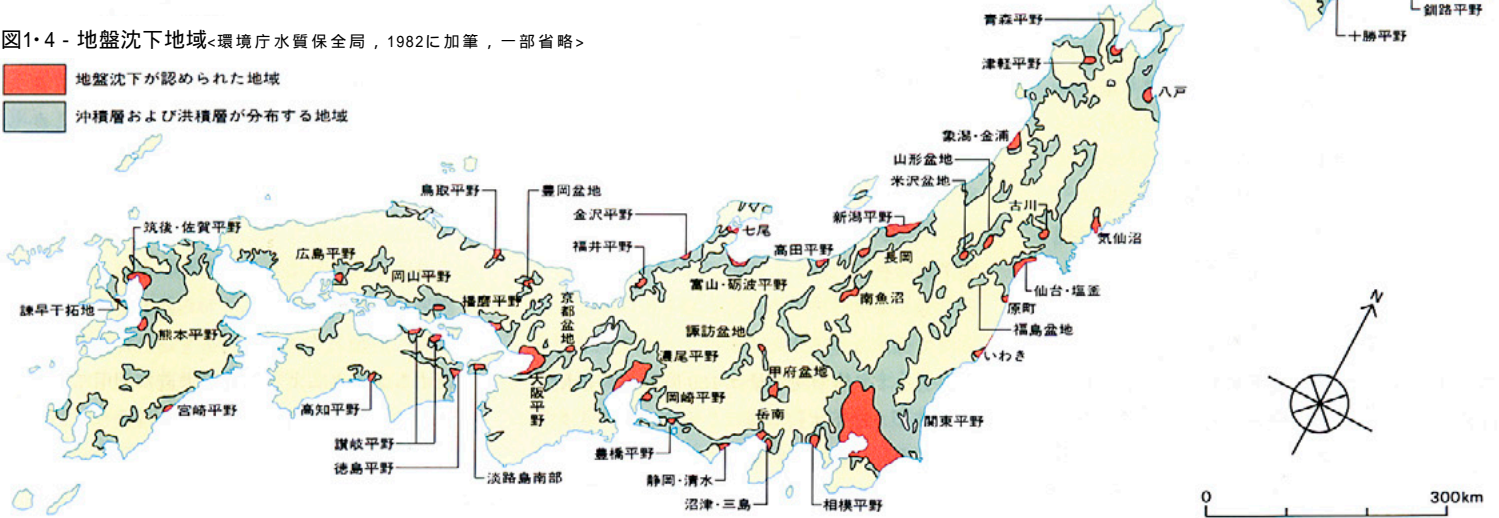 図1・4 - 地盤沈下地域<環境庁水質保全局，1982に加筆，一部省略>
地盤沈下が認められた地域
沖積層および洪積層が分布する地域
釧路平野
十勝平野
青森平野
津軽平野
八戸
象潟・金浦
山形盆地
米沢盆地
古川
気仙沼
鳥取平野
豊岡盆地
金沢平野
七尾
新潟平野
筑後・佐賀平野
広島平野
福井平野
高田平野
長岡
岡山平野
富山・砺波平野
南魚沼
仙台・塩釜
諫早干拓地
播磨平野
京都盆地
原町
熊本平野
諏訪盆地
福島盆地
濃尾平野
いわき
大阪平野
甲府盆地
岡崎平野
宮崎平野
高知平野
岳南
関東平野
讃岐平野
豊橋平野
徳島平野
淡路島南部
静岡・清水
沼津・三島
相模平野
N
0 300km